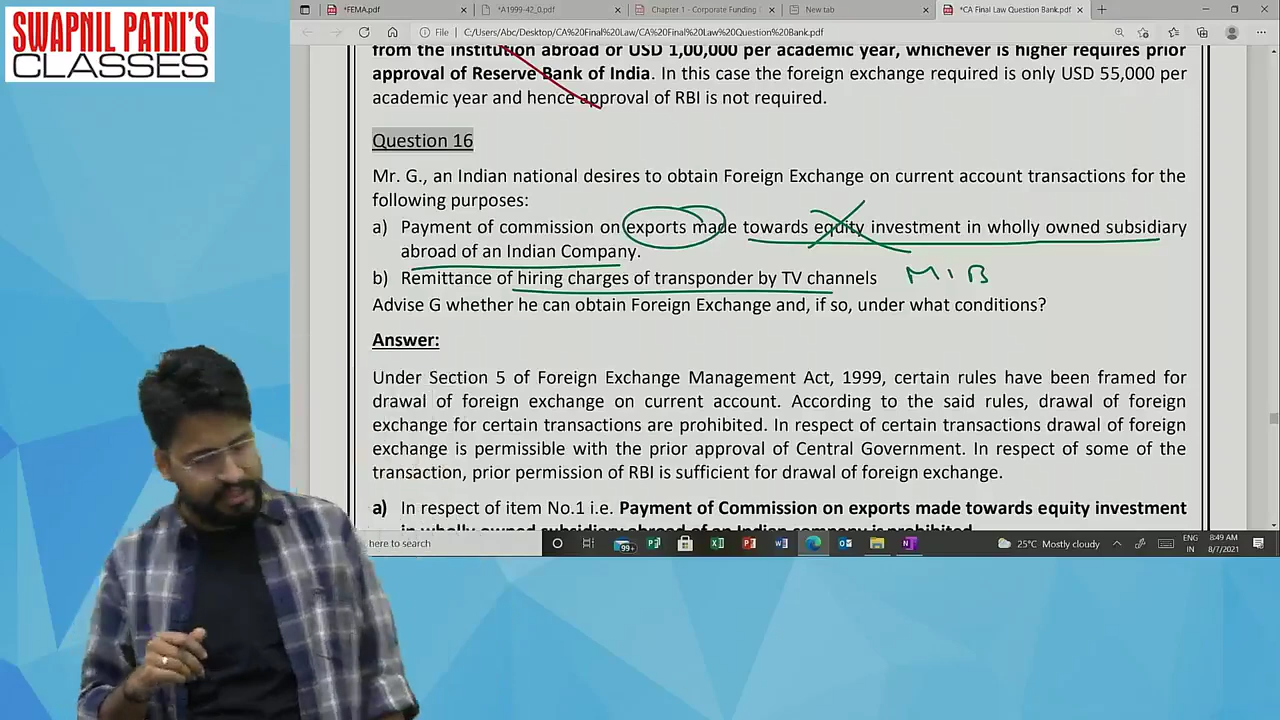 SWAPNIL PATNI'S
CLASSES
*FEMA.pdf
*A1999-42_0.pdf
Chapter 1 - Corporate Funding
New tab
*CA Final Law Question Bank.pdf
File
C:/Users/Abc/Desktop/CA%20Final%20Law/CA%20Final%20Law%20Question%20Bank.pdf
from the institution abroad or USD 1,00,000 per academic year, whichever is higher requires prior
approval of Reserve Bank of India. In this case the foreign exchange required is only USD 55,000 per
academic year and hence approval of RBI is not required.
Question 16
Mr. G., an Indian national desires to obtain Foreign Exchange on current account transactions for the
following purposes:
a) Payment of commission on exports made towards equity investment in wholly owned subsidiary
abroad of an Indian Company.
b) Remittance of hiring charges of transponder by TV channels M.I.B
Advise G whether he can obtain Foreign Exchange and, if so, under what conditions?
Answer:
Under Section 5 of Foreign Exchange Management Act, 1999, certain rules have been framed for
drawal of foreign exchange on current account. According to the said rules, drawal of foreign
exchange for certain transactions are prohibited. In respect of certain transactions drawal of foreign
exchange is permissible with the prior approval of Central Government. In respect of some of the
transaction, prior permission of RBI is sufficient for drawal of foreign exchange.
a) In respect of item No.1 i.e. Payment of Commission on exports made towards equity investment
in wholly owned subsidiary abroad of an Indian company is prohibited.
here to search
99+
25°C Mostly cloudy
ENG
IN
8:49 AM
8/7/2021